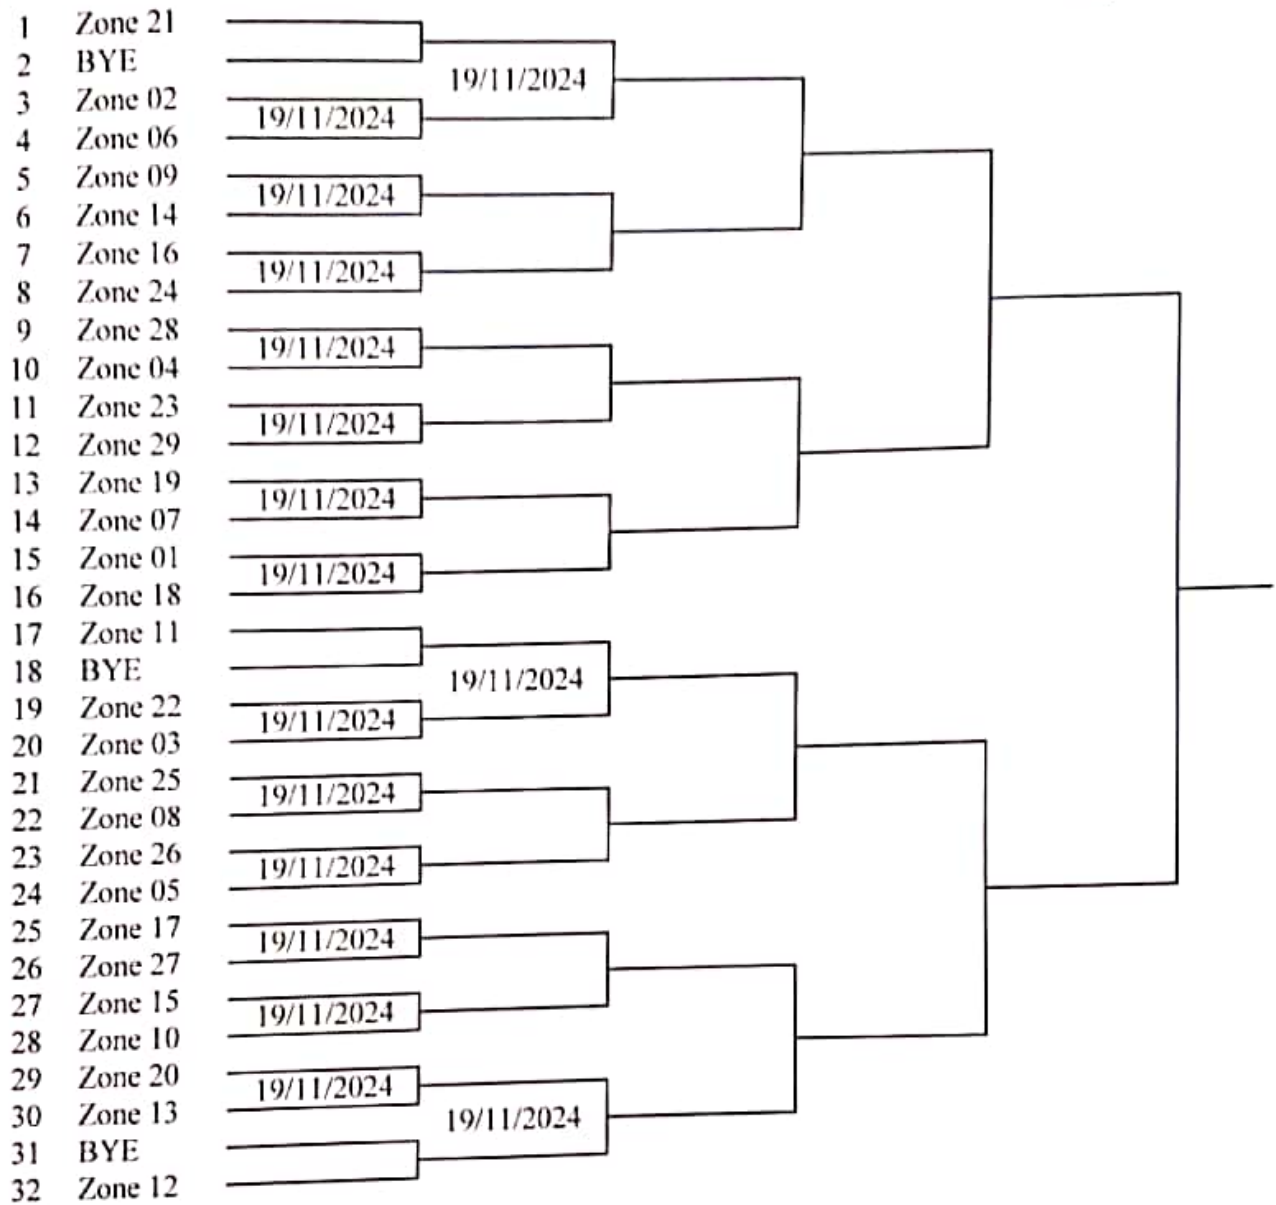 1 Zone 21
2 BYE
19/11/2024
3 Zone 02
19/11/2024
4 Zone 06
5 Zone 09
19/11/2024
6 Zone 14
7 Zone 16
19/11/2024
8 Zone 24
9 Zone 28
19/11/2024
10 Zone 04
11 Zone 23
19/11/2024
12 Zone 29
13 Zone 19
19/11/2024
14 Zone 07
15 Zone 01
19/11/2024
16 Zone 18
17 Zone 11
18 BYE
19/11/2024
19 Zone 22
19/11/2024
20 Zone 03
21 Zone 25
19/11/2024
22 Zone 08
23 Zone 26
19/11/2024
24 Zone 05
25 Zone 17
19/11/2024
26 Zone 27
27 Zone 15
19/11/2024
28 Zone 10
29 Zone 20
19/11/2024
30 Zone 13
19/11/2024
31 BYE
32 Zone 12